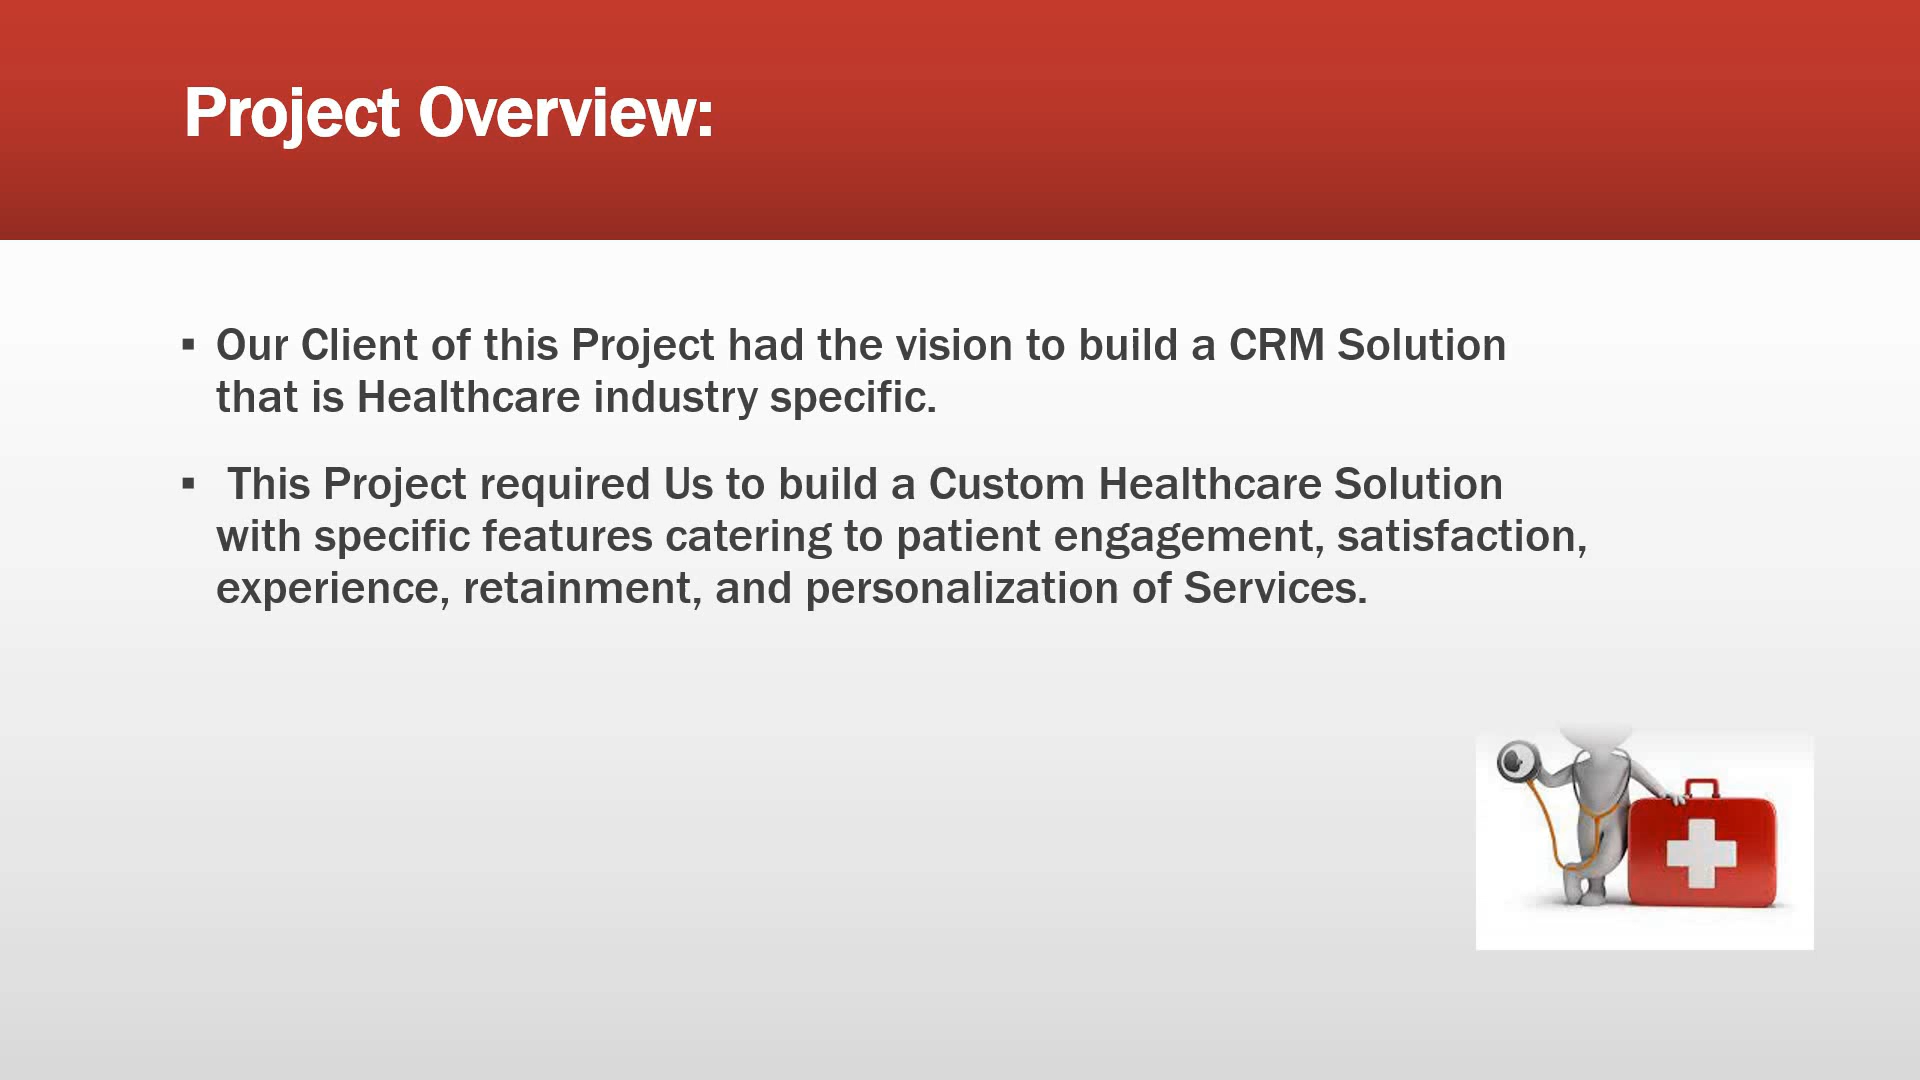 Project Overview:
▪ Our Client of this Project had the vision to build a CRM Solution
that is Healthcare industry specific.
▪ This Project required Us to build a Custom Healthcare Solution
with specific features catering to patient engagement, satisfaction,
experience, retainment, and personalization of Services.